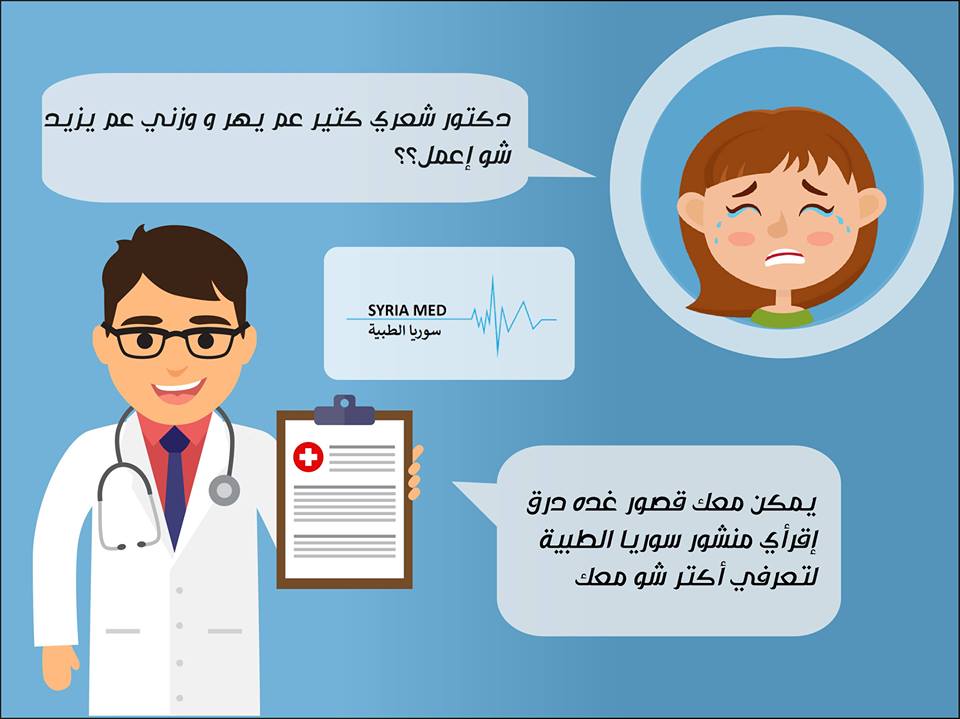 دكتور شعري كتير عم يهر و وزني عم يزيد
شو إعمل؟؟
SYRIA MED
سوريا الطبية
يمكن معك قصور غده درق
إقرأي منشور سوريا الطبية
لتعرفي أكتر شو معك